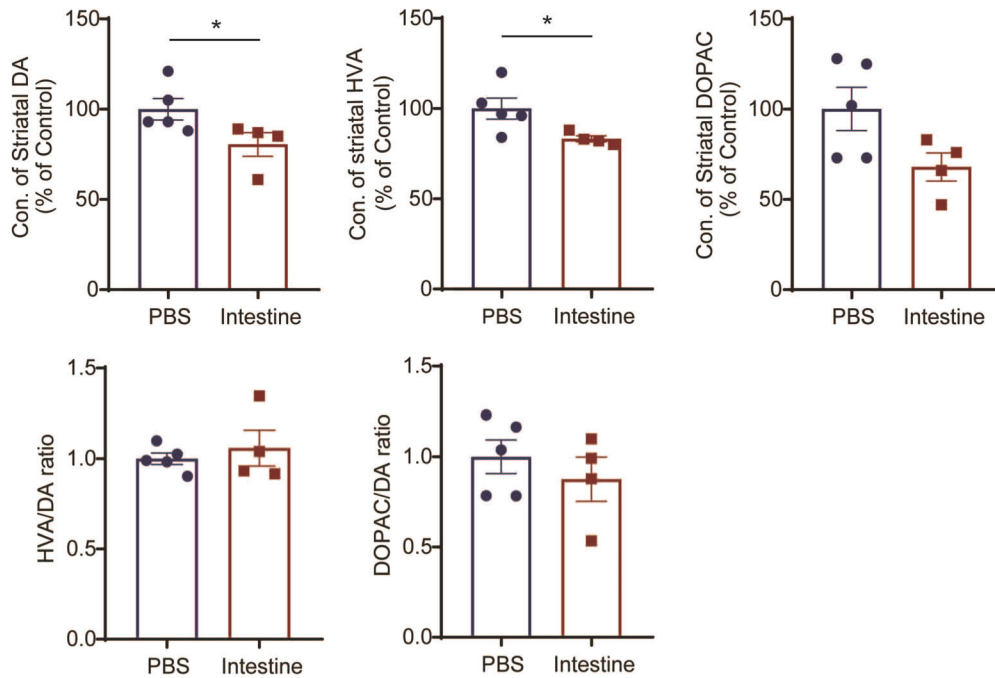 Con. of Striatal DA
(% of Control)
150
100
50
0
*
PBS
Intestine
Con. of striatal HVA
(% of Control)
150
100
50
0
*
PBS
Intestine
Con. of Striatal DOPAC
(% of Control)
150
100
50
0
PBS
Intestine
HVA/DA ratio
1.5
1.0
0.5
0.0
PBS
Intestine
DOPAC/DA ratio
1.5
1.0
0.5
0.0
PBS
Intestine